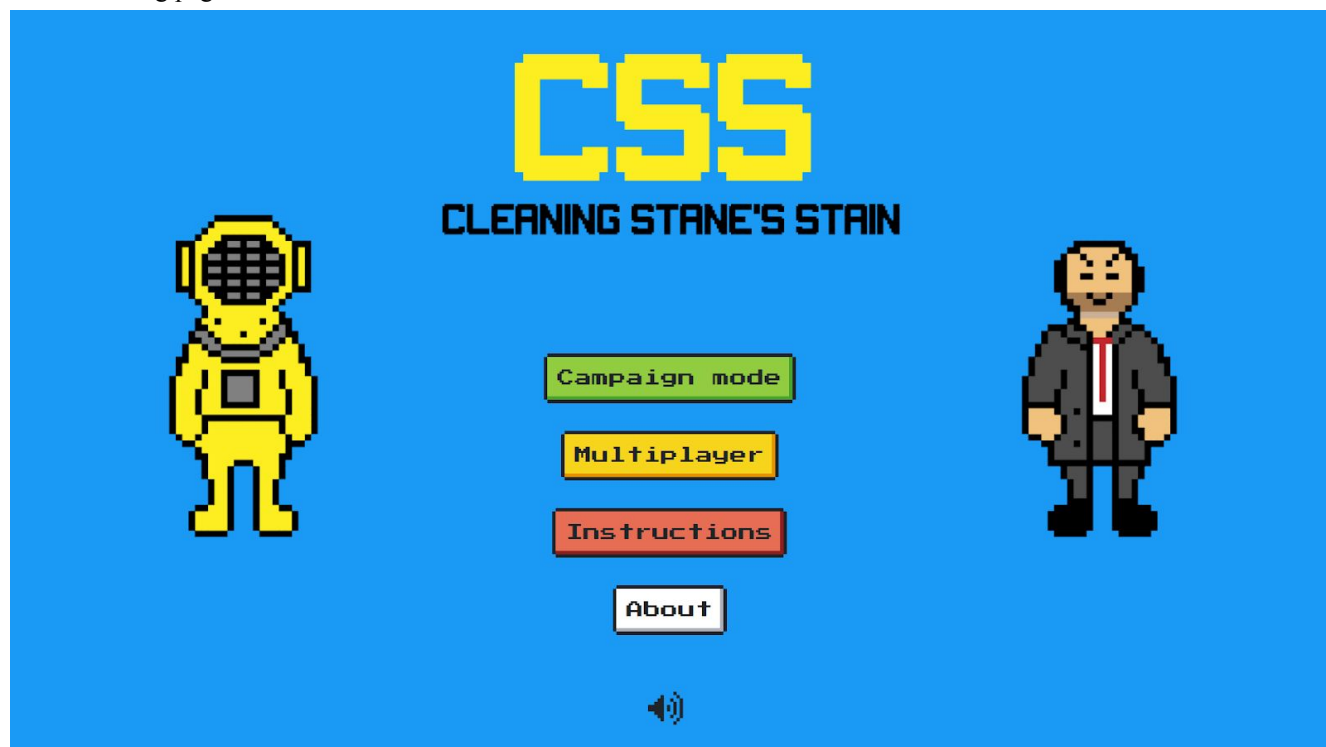 CSS
CLEANING STANE'S STAIN
Campaign mode
Multiplayer
Instructions
About